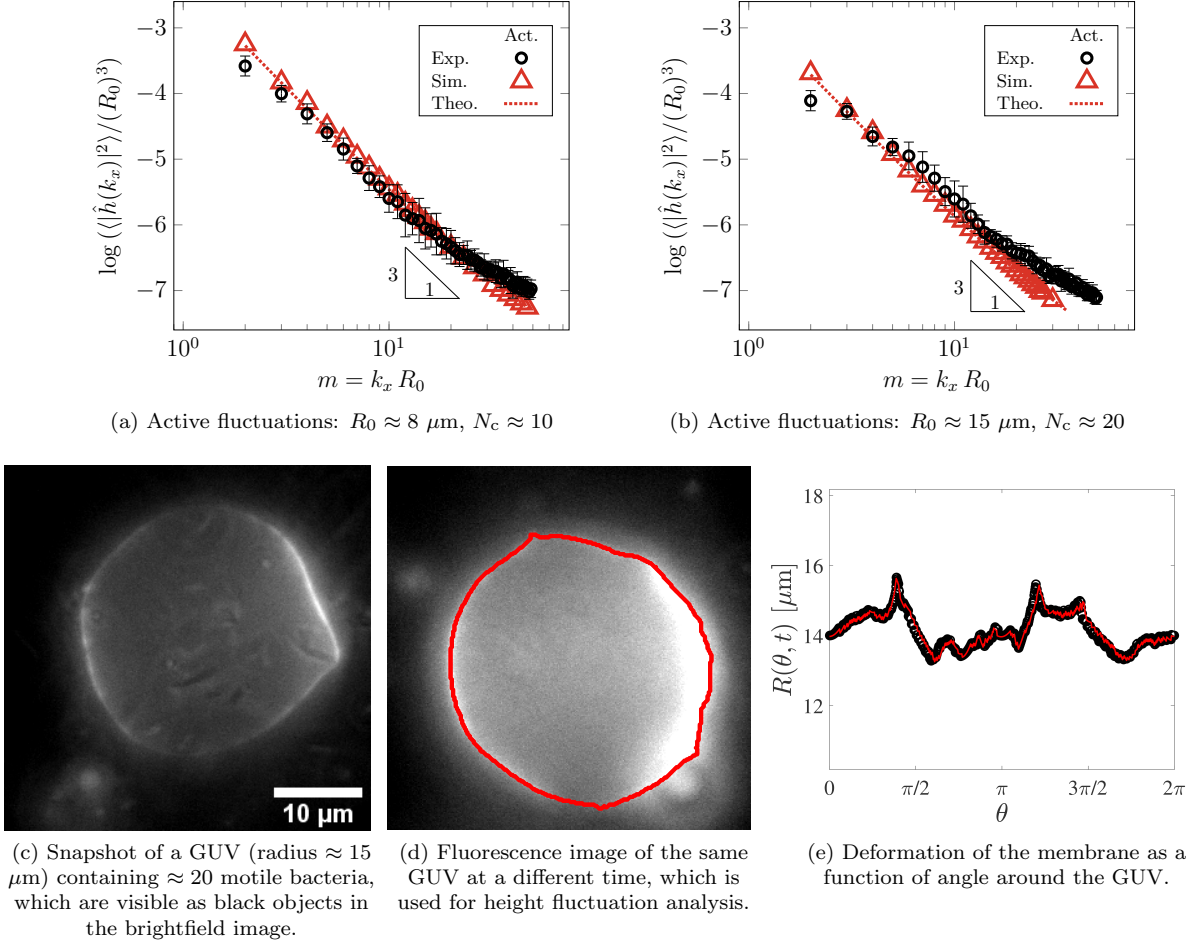 −3
−4
−5
−6
−7
10⁰
10¹
log (⟨|ĥ(kₓ)|²⟩/(R₀)³)
m = kₓ R₀
Act.
Exp.
Sim.
Theo.
3
1
(a) Active fluctuations: R₀ ≈ 8 μm, N_c ≈ 10
−3
−4
−5
−6
−7
10⁰
10¹
log (⟨|ĥ(kₓ)|²⟩/(R₀)³)
m = kₓ R₀
Act.
Exp.
Sim.
Theo.
3
1
(b) Active fluctuations: R₀ ≈ 15 μm, N_c ≈ 20
10 μm
(c) Snapshot of a GUV (radius ≈ 15
μm) containing ≈ 20 motile bacteria,
which are visible as black objects in
the brightfield image.
(d) Fluorescence image of the same
GUV at a different time, which is
used for height fluctuation analysis.
18
16
14
12
R(θ, t) [μm]
0
π/2
π
3π/2
2π
θ
(e) Deformation of the membrane as a
function of angle around the GUV.